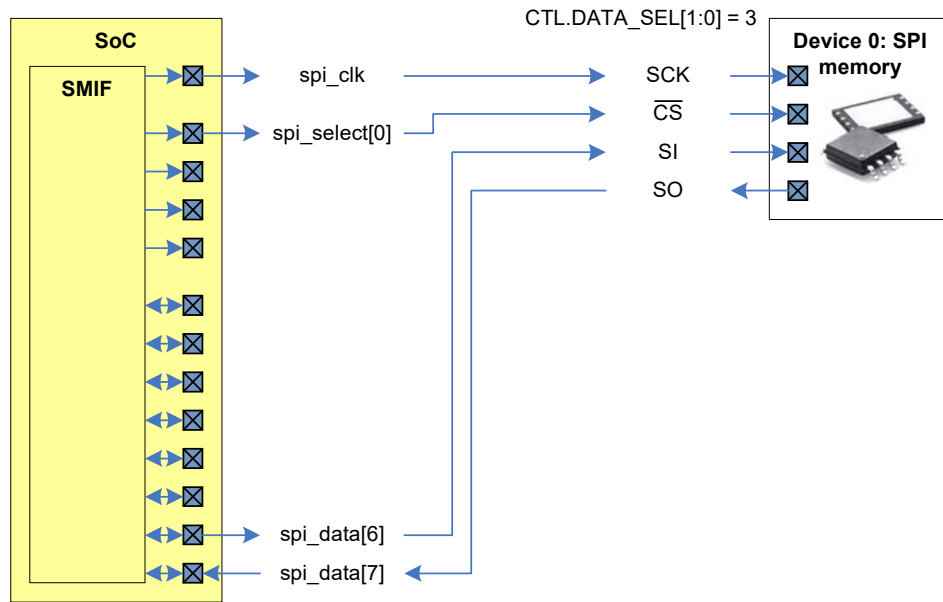 CTL.DATA_SEL[1:0] = 3
SoC
SMIF
spi_clk
spi_select[0]
spi_data[6]
spi_data[7]
SCK
CS
SI
SO
Device 0: SPI
memory